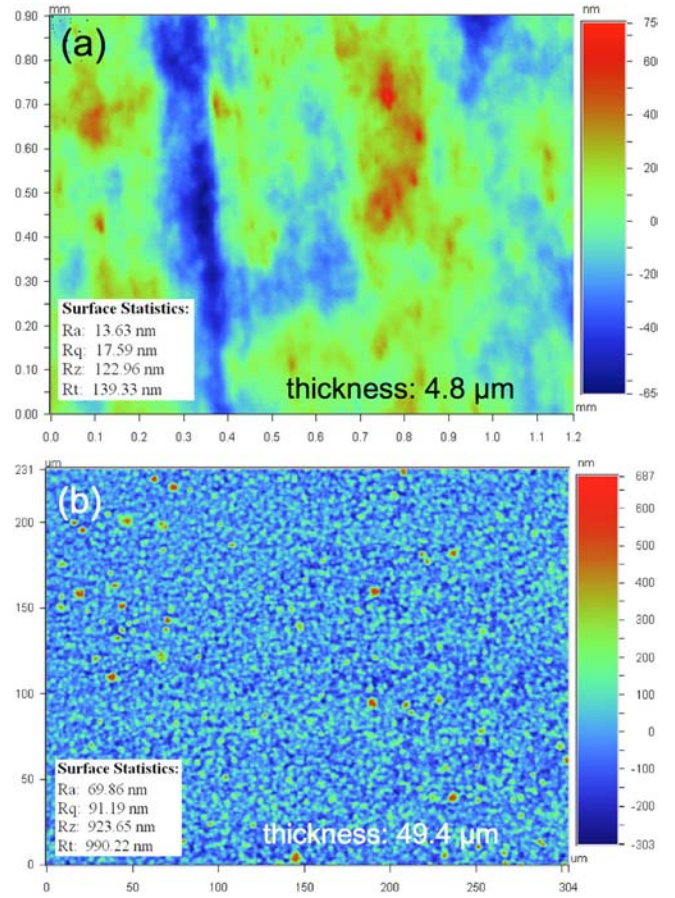 mm
nm
(a)
0.90
0.80
0.70
0.60
0.50
0.40
0.30
0.20
0.10
0.00
75
60
40
20
0
-20
-40
-65
mm
Surface Statistics:
Ra: 13.63 nm
Rq: 17.59 nm
Rz: 122.96 nm
Rt: 139.33 nm
thickness: 4.8 µm
0.0 0.1 0.2 0.3 0.4 0.5 0.6 0.7 0.8 0.9 1.0 1.1 1.2
um
nm
(b)
231
200
150
100
50
0
687
600
500
400
300
200
100
0
-100
-200
-303
um
Surface Statistics:
Ra: 69.86 nm
Rq: 91.19 nm
Rz: 923.65 nm
Rt: 990.22 nm
thickness: 49.4 µm
0 50 100 150 200 250 304